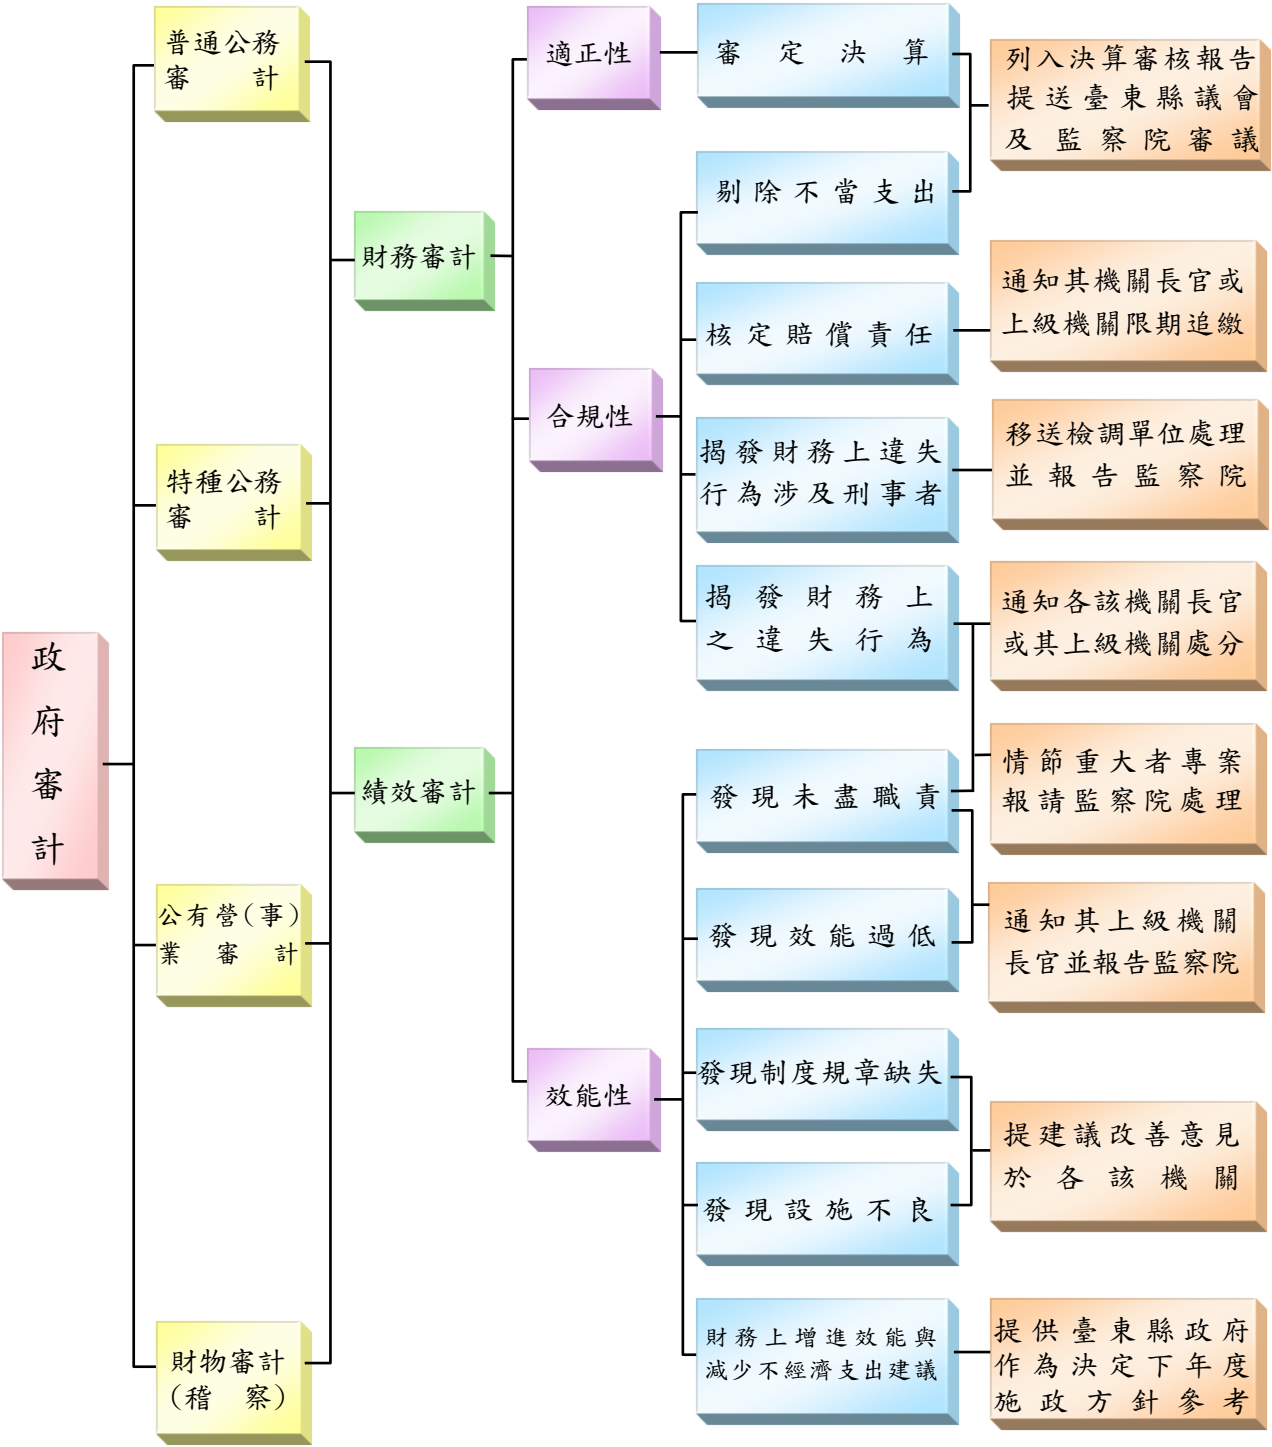 政
府
審
計
普通公務
審計
特種公務
審計
公有營(事)
業審計
財物審計
(稽察)
財務審計
績效審計
適正性
合規性
效能性
審定決算
剔除不當支出
核定賠償責任
揭發財務上違失
行為涉及刑事者
揭發財務上
之違失行為
發現未盡職責
發現效能過低
發現制度規章缺失
發現設施不良
財務上增進效能與
減少不經濟支出建議
列入決算審核報告
提送臺東縣議會
及監察院審議
通知其機關長官或
上級機關限期追繳
移送檢調單位處理
並報告監察院
通知各該機關長官
或其上級機關處分
情節重大者專案
報請監察院處理
通知其上級機關
長官並報告監察院
提建議改善意見
於各該機關
提供臺東縣政府
作為決定下年度
施政方針參考